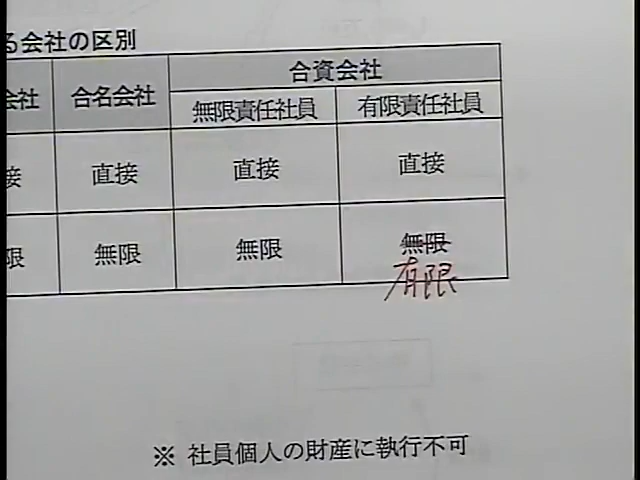 る会社の区別
合資会社
会社 合名会社 無限責任社員 有限責任社員
接 直接 直接 直接
限 無限 無限 無限
有限
※ 社員個人の財産に執行不可